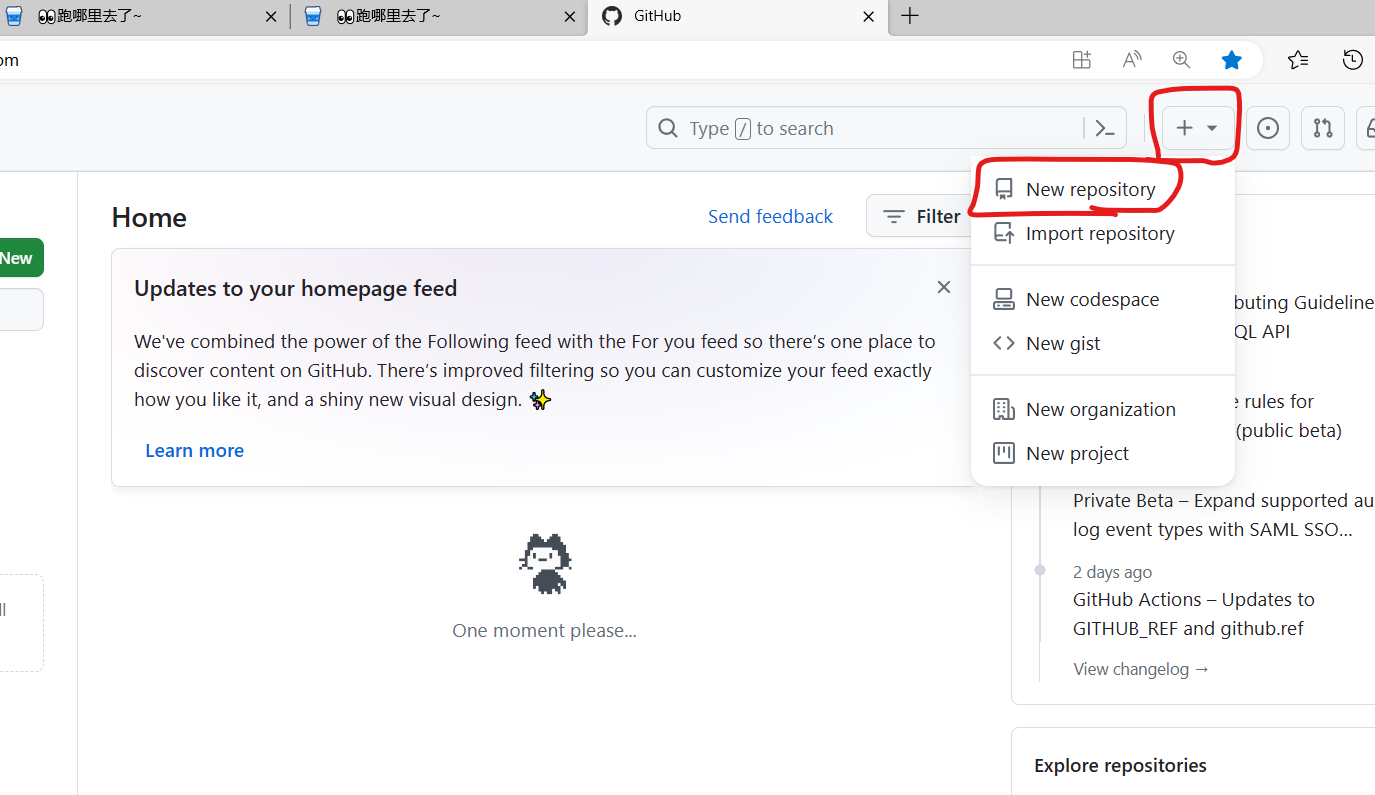 👀跑哪里去了~
👀跑哪里去了~
GitHub
om
Type / to search
New repository
Import repository
New codespace
New gist
New organization
New project
Home
Send feedback
Filter
New
Updates to your homepage feed
We've combined the power of the Following feed with the For you feed so there's one place to
discover content on GitHub. There's improved filtering so you can customize your feed exactly
how you like it, and a shiny new visual design. ✨
Learn more
One moment please...
buting Guideline
QL API
e rules for
(public beta)
Private Beta – Expand supported au
log event types with SAML SSO...
2 days ago
GitHub Actions – Updates to
GITHUB_REF and github.ref
View changelog →
Explore repositories